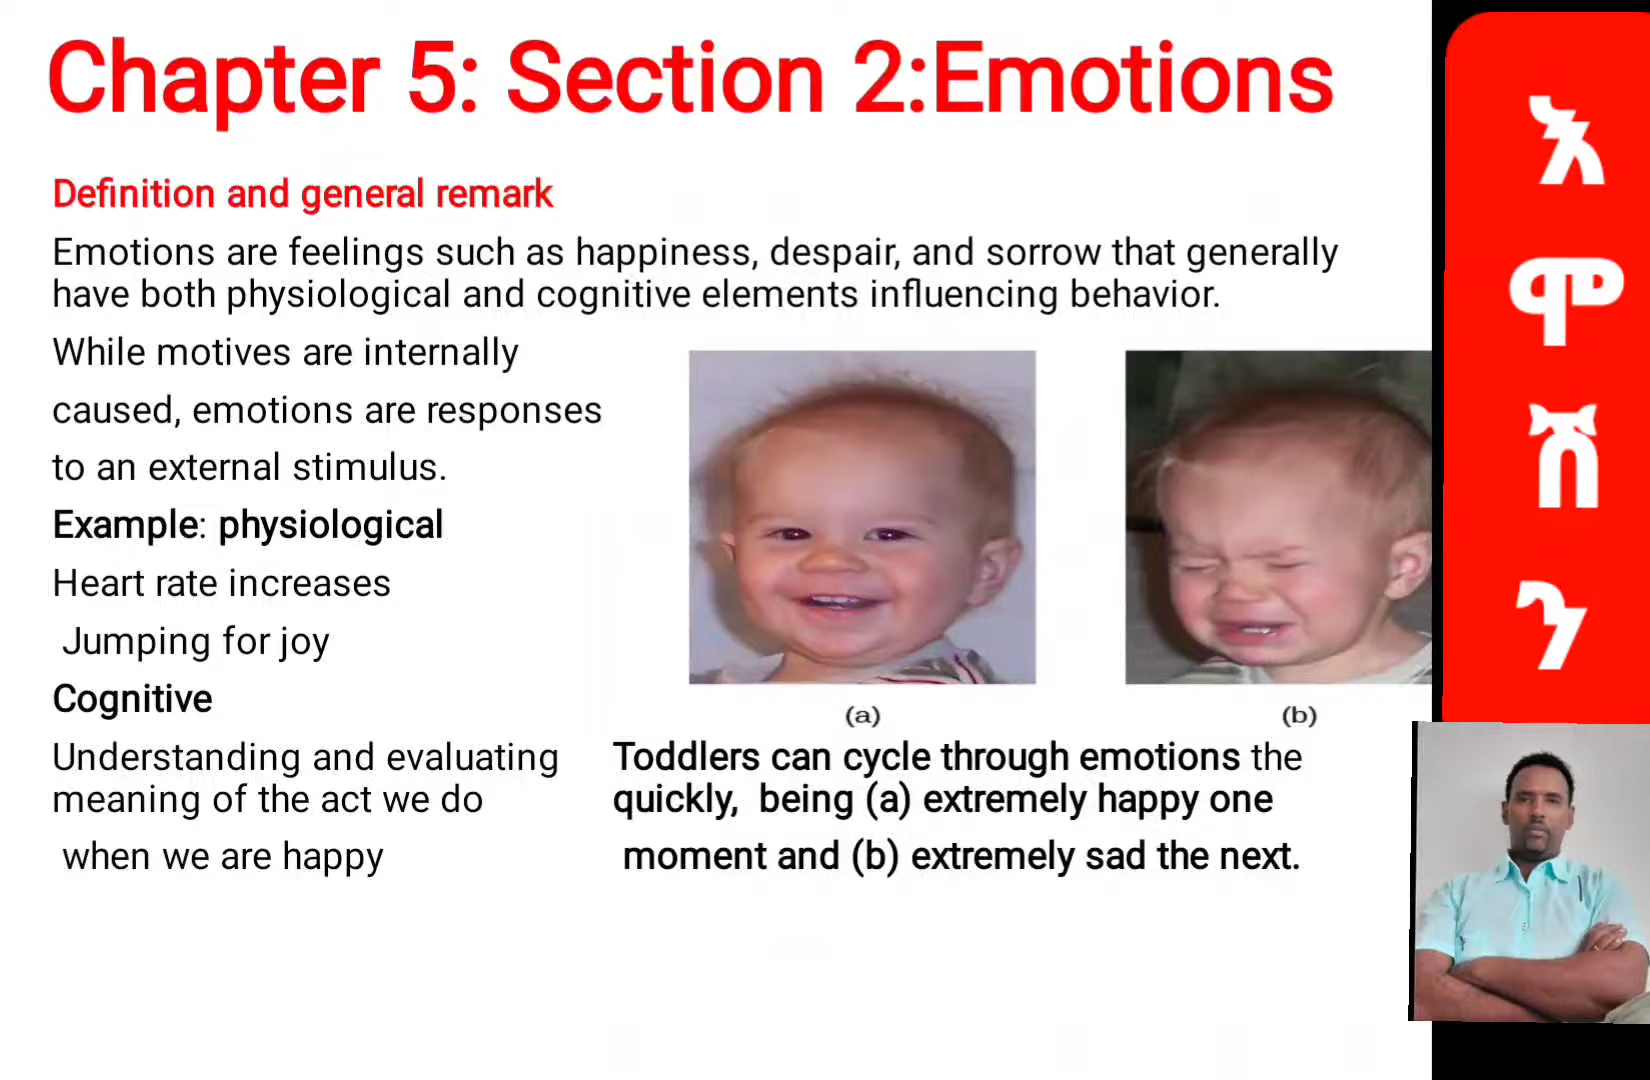 Chapter 5: Section 2:Emotions
Definition and general remark
Emotions are feelings such as happiness, despair, and sorrow that generally
have both physiological and cognitive elements influencing behavior.
While motives are internally
caused, emotions are responses
to an external stimulus.
Example: physiological
Heart rate increases
Jumping for joy
Cognitive
Understanding and evaluating
meaning of the act we do
when we are happy
(a)
(b)
Toddlers can cycle through emotions the
quickly, being (a) extremely happy one
moment and (b) extremely sad the next.
እ
ሞ
ሽ
ን